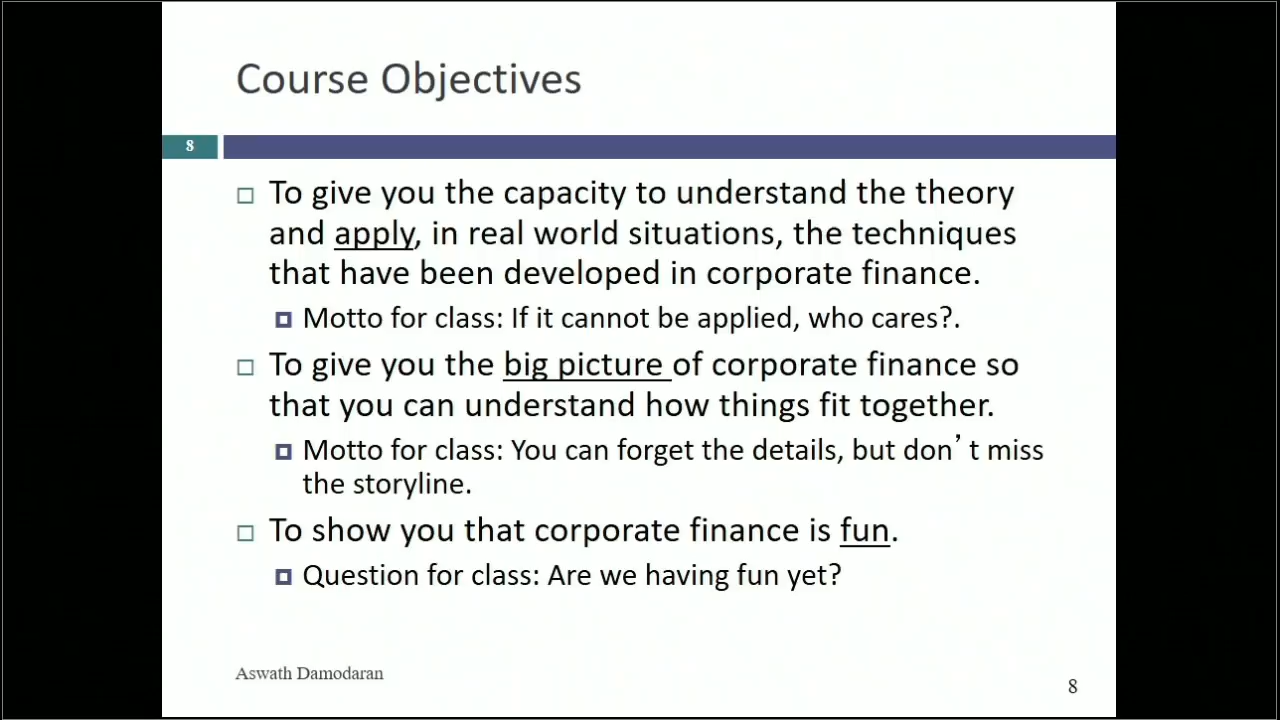 Course Objectives
8
To give you the capacity to understand the theory
and apply, in real world situations, the techniques
that have been developed in corporate finance.
Motto for class: If it cannot be applied, who cares?.
To give you the big picture of corporate finance so
that you can understand how things fit together.
Motto for class: You can forget the details, but don’t miss
the storyline.
To show you that corporate finance is fun.
Question for class: Are we having fun yet?
Aswath Damodaran
8